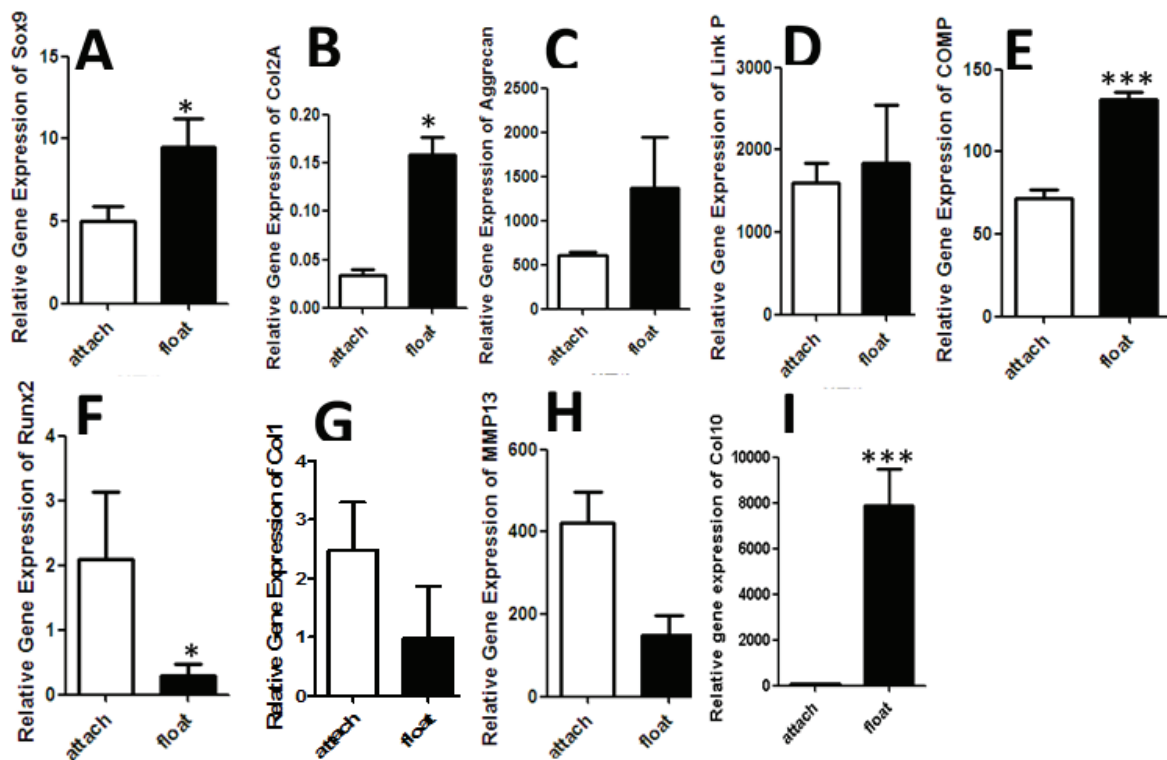 A
Relative Gene Expression of Sox9
15
10
5
0
*
attach
float
B
Relative Gene Expression of Col2A
0.20
0.15
0.10
0.05
0.00
*
attach
float
C
Relative Gene Expression of Aggrecan
2500
2000
1500
1000
500
0
attach
float
D
Relative Gene Expression of Link P
3000
2000
1000
0
attach
float
E
Relative Gene Expression of COMP
150
100
50
0
***
attach
float
F
Relative Gene Expression of Runx2
4
3
2
1
0
*
attach
float
G
Relative Gene Expression of Col1
4
3
2
1
0
attach
float
H
Relative Gene Expression of MMP13
600
400
200
0
attach
float
I
Relative gene expression of Col10
10000
8000
6000
4000
2000
0
***
attach
float